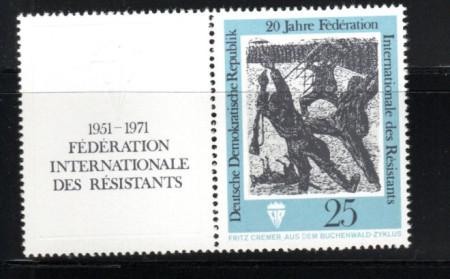 1951–1971
FÉDÉRATION
INTERNATIONALE
DES RÉSISTANTS
20 Jahre Fédération
Internationale des Résistants
Deutsche Demokratische Republik
25
FRITZ CREMER, AUS DEM BUCHENWALD-ZYKLUS